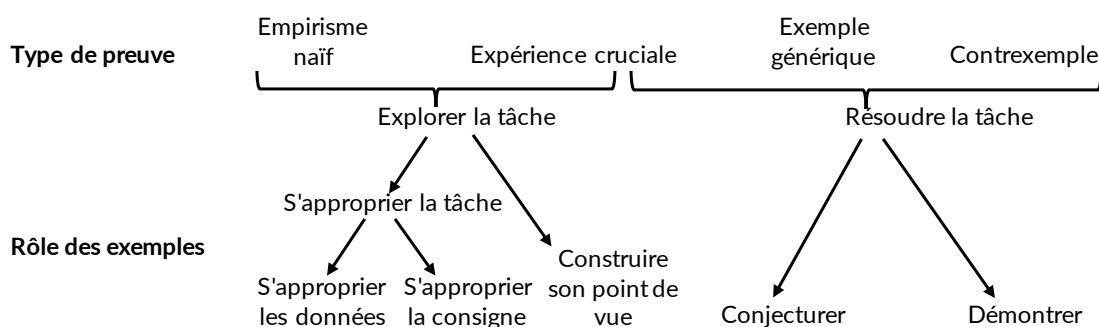 Type de preuve
Empirisme
naïf
Expérience cruciale
Exemple
générique
Contrexemple
Explorer la tâche
Résoudre la tâche
S'approprier la tâche
Rôle des exemples
S'approprier
les données
S'approprier
la consigne
Construire
son point de
vue
Conjecturer
Démontrer